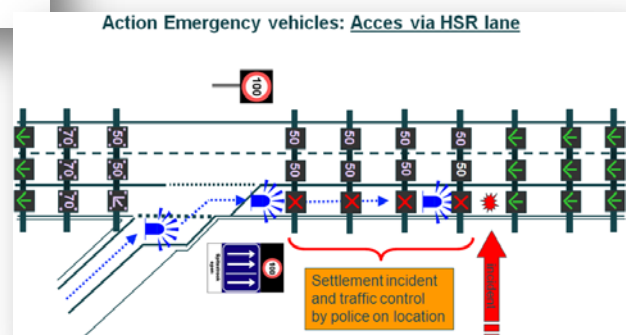 Action Emergency vehicles: Acces via HSR lane
100
70 50 50 50 50 50
70 50 50 50 50 50
70
100
Settlement incident
and traffic control
by police on location